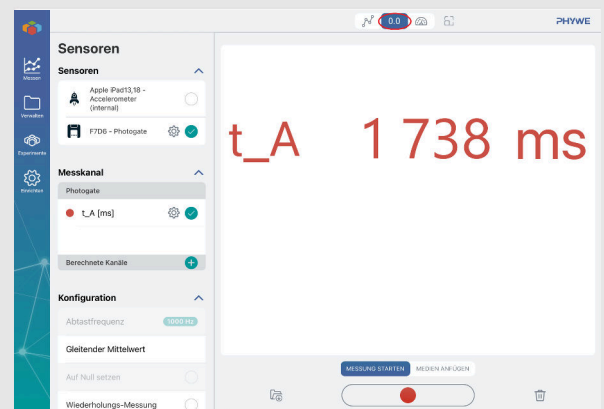 0.0
PHYWE
Messen
Verwalten
Experimente
Einrichten
Sensoren
Sensoren
Apple iPad13,18 -
Accelerometer
(internal)
F7D6 - Photogate
Messkanal
Photogate
t_A [ms]
Berechnete Kanäle
Konfiguration
Abtastfrequenz 1000 Hz
Gleitender Mittelwert
Auf Null setzen
Wiederholungs-Messung
t_A 1 738 ms
MESSUNG STARTEN MEDIEN ANFÜGEN